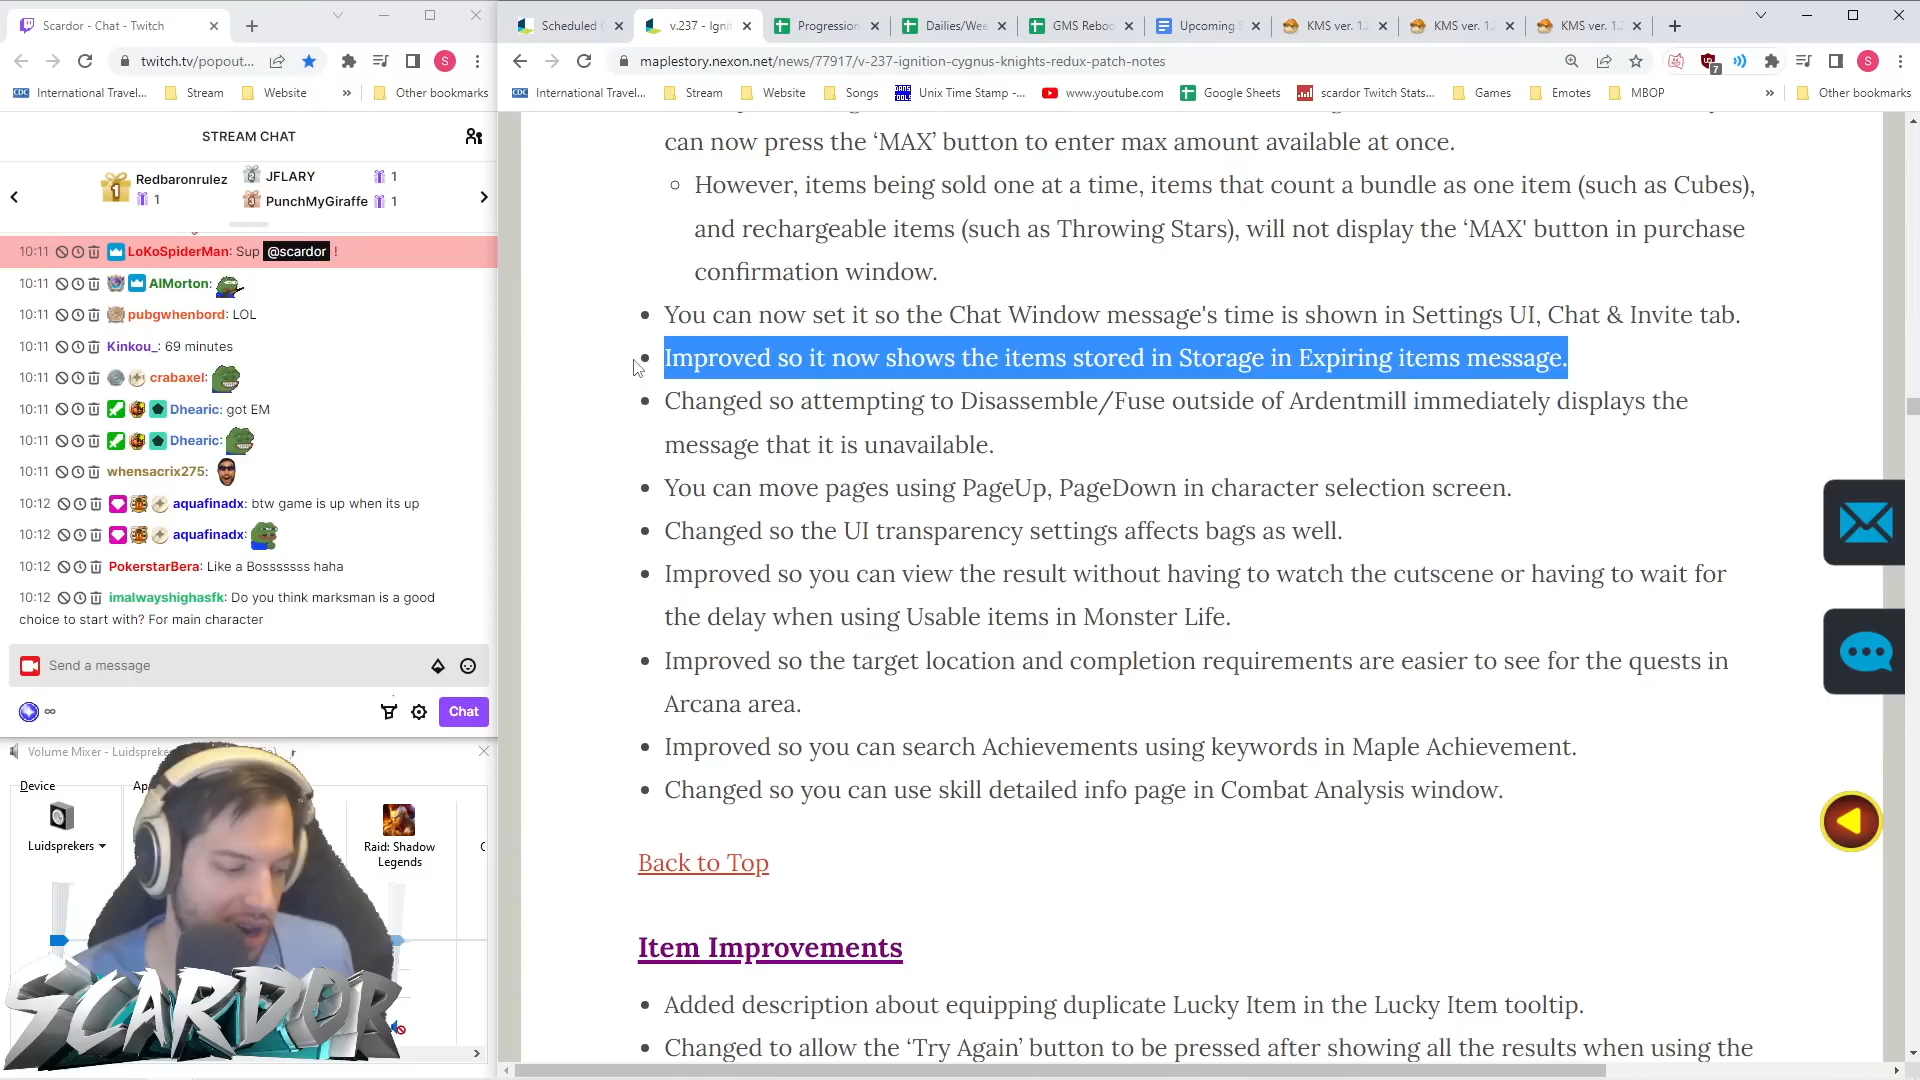 Scardor - Chat - Twitch
Scheduled
v.237 - Igni
Progression
Dailies/Wee
GMS Reboo
Upcoming S
KMS ver. 1.2
KMS ver. 1.2
KMS ver. 1.2
twitch.tv/popout...
S
maplestory.nexon.net/news/77917/v-237-ignition-cygnus-knights-redux-patch-notes
7
S
CDC International Travel...
Stream
Website
»
Other bookmarks
CDC International Travel...
Stream
Website
Songs
Unix Time Stamp -...
www.youtube.com
Google Sheets
scardor Twitch Stats...
Games
Emotes
MBOP
»
Other bookmarks
STREAM CHAT
1 Redbaronrulez 1
2 JFLARY 1
3 PunchMyGiraffe 1
10:11 LoKoSpiderMan: Sup @scardor !
10:11 AlMorton:
10:11 pubgwhenbord: LOL
10:11 Kinkou_: 69 minutes
10:11 crabaxel:
10:11 Dhearic: got EM
10:11 Dhearic:
10:11 whensacrix275:
10:12 aquafinadx: btw game is up when its up
10:12 aquafinadx:
10:12 PokerstarBera: Like a Bosssssss haha
10:12 imalwayshighasfk: Do you think marksman is a good
choice to start with? For main character
Send a message
∞
Chat
Volume Mixer - Luidspreke
Device
Ap
Luidsprekers
Raid: Shadow
Legends
SCARDOR
can now press the ‘MAX’ button to enter max amount available at once.
However, items being sold one at a time, items that count a bundle as one item (such as Cubes),
and rechargeable items (such as Throwing Stars), will not display the ‘MAX' button in purchase
confirmation window.
You can now set it so the Chat Window message's time is shown in Settings UI, Chat & Invite tab.
Improved so it now shows the items stored in Storage in Expiring items message.
Changed so attempting to Disassemble/Fuse outside of Ardentmill immediately displays the
message that it is unavailable.
You can move pages using PageUp, PageDown in character selection screen.
Changed so the UI transparency settings affects bags as well.
Improved so you can view the result without having to watch the cutscene or having to wait for
the delay when using Usable items in Monster Life.
Improved so the target location and completion requirements are easier to see for the quests in
Arcana area.
Improved so you can search Achievements using keywords in Maple Achievement.
Changed so you can use skill detailed info page in Combat Analysis window.
Back to Top
Item Improvements
Added description about equipping duplicate Lucky Item in the Lucky Item tooltip.
Changed to allow the ‘Try Again’ button to be pressed after showing all the results when using the